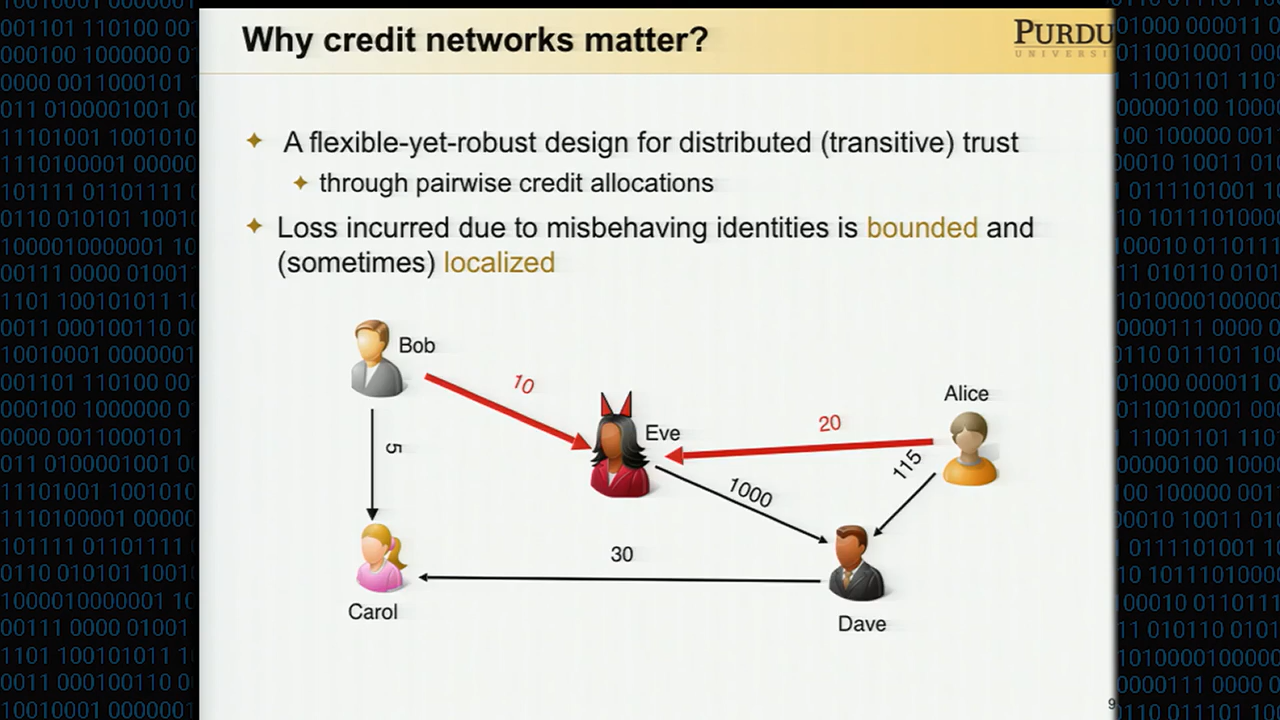 Why credit networks matter?
PURDU
UNIVERSI
A flexible-yet-robust design for distributed (transitive) trust
through pairwise credit allocations
Loss incurred due to misbehaving identities is bounded and
(sometimes) localized
Bob
10
Alice
Eve
20
5
115
1000
30
Carol
Dave
9